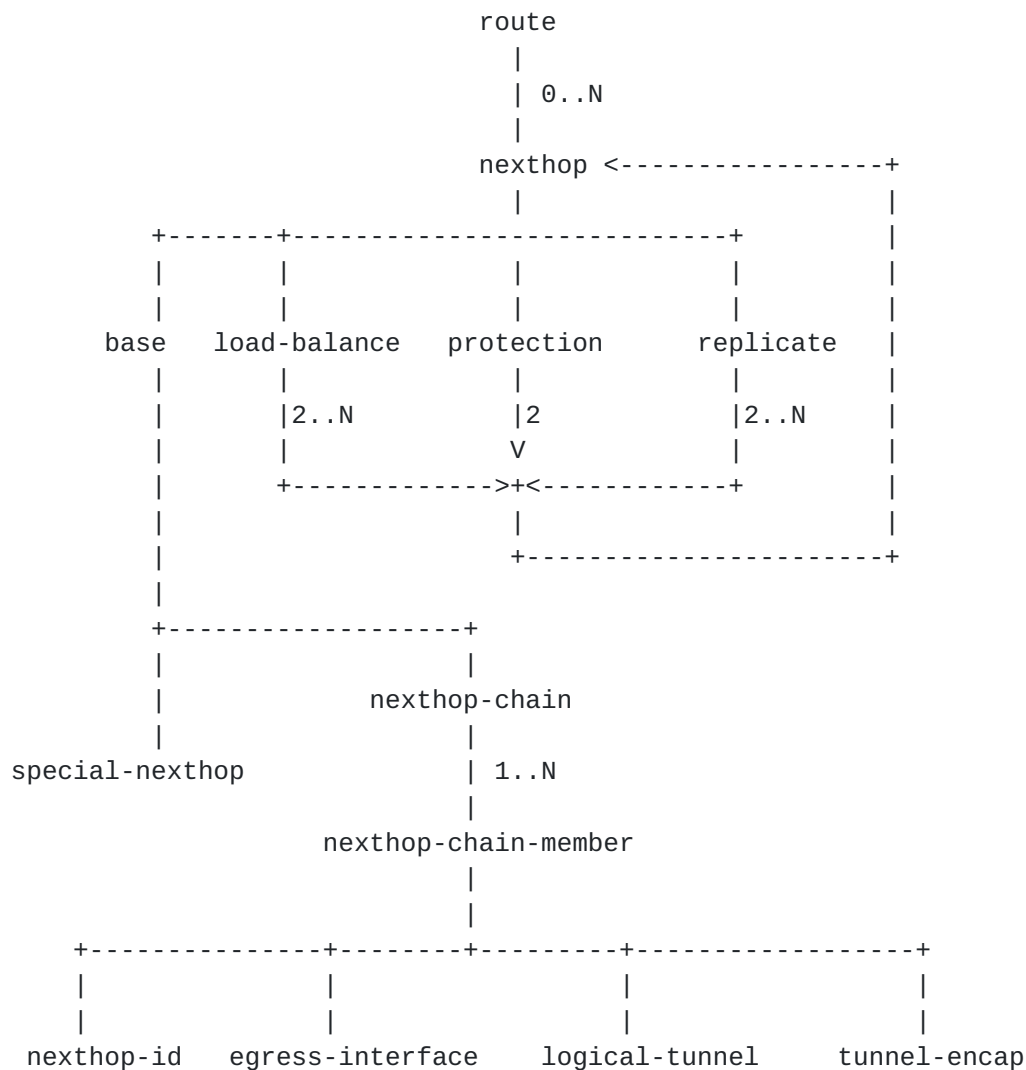 route
0..N
nexthop
base load-balance protection replicate
2..N 2 2..N
nexthop-chain
special-nexthop 1..N
nexthop-chain-member
nexthop-id egress-interface logical-tunnel tunnel-encap